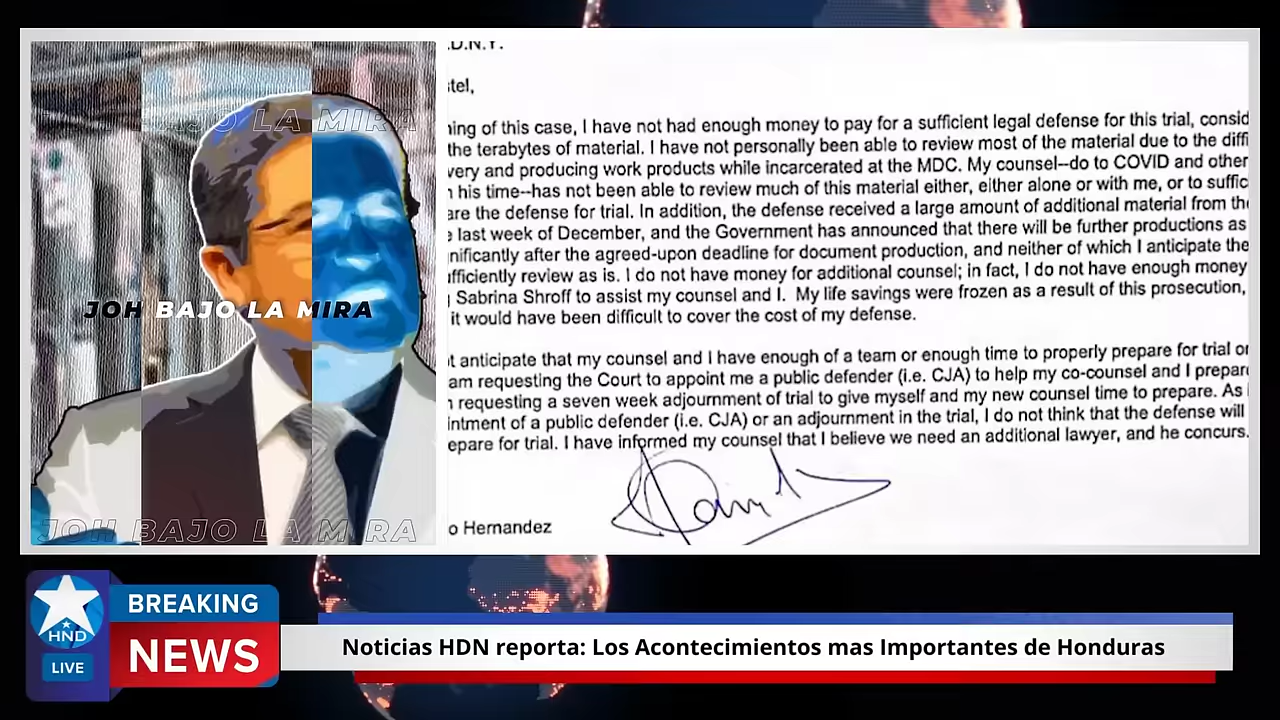 JOH BAJO LA MIRA
JOH BAJO LA MIRA
JOH BAJO LA MIRA
.D.N.Y.
stel,
ning of this case, I have not had enough money to pay for a sufficient legal defense for this trial, consid
the terabytes of material. I have not personally been able to review most of the material due to the diffi
very and producing work products while incarcerated at the MDC. My counsel--do to COVID and other
n his time--has not been able to review much of this material either, either alone or with me, or to suffic
are the defense for trial. In addition, the defense received a large amount of additional material from the
e last week of December, and the Government has announced that there will be further productions as
gnificantly after the agreed-upon deadline for document production, and neither of which I anticipate the
ufficiently review as is. I do not have money for additional counsel; in fact, I do not have enough money
Sabrina Shroff to assist my counsel and I. My life savings were frozen as a result of this prosecution,
it would have been difficult to cover the cost of my defense.
ot anticipate that my counsel and I have enough of a team or enough time to properly prepare for trial or
am requesting the Court to appoint me a public defender (i.e. CJA) to help my co-counsel and I prepare
n requesting a seven week adjournment of trial to give myself and my new counsel time to prepare. As
intment of a public defender (i.e. CJA) or an adjournment in the trial, I do not think that the defense will
epare for trial. I have informed my counsel that I believe we need an additional lawyer, and he concurs.
o Hernandez
HND
LIVE
BREAKING
NEWS
Noticias HDN reporta: Los Acontecimientos mas Importantes de Honduras